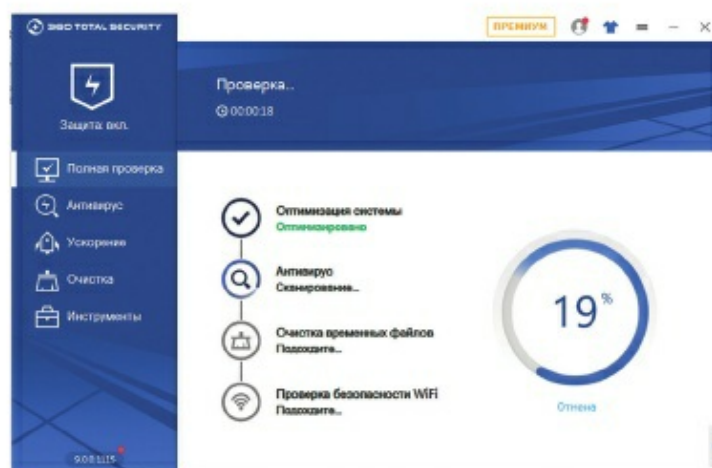 360 TOTAL SECURITY
ПРЕМИУМ
Защита: вкл.
Проверка...
00:00:18
Полная проверка
Антивирус
Ускорение
Очистка
Инструменты
Оптимизация системы
Оптимизировано
Антивирус
Сканирование...
Очистка временных файлов
Подождите...
Проверка безопасности WiFi
Подождите...
19%
Отмена